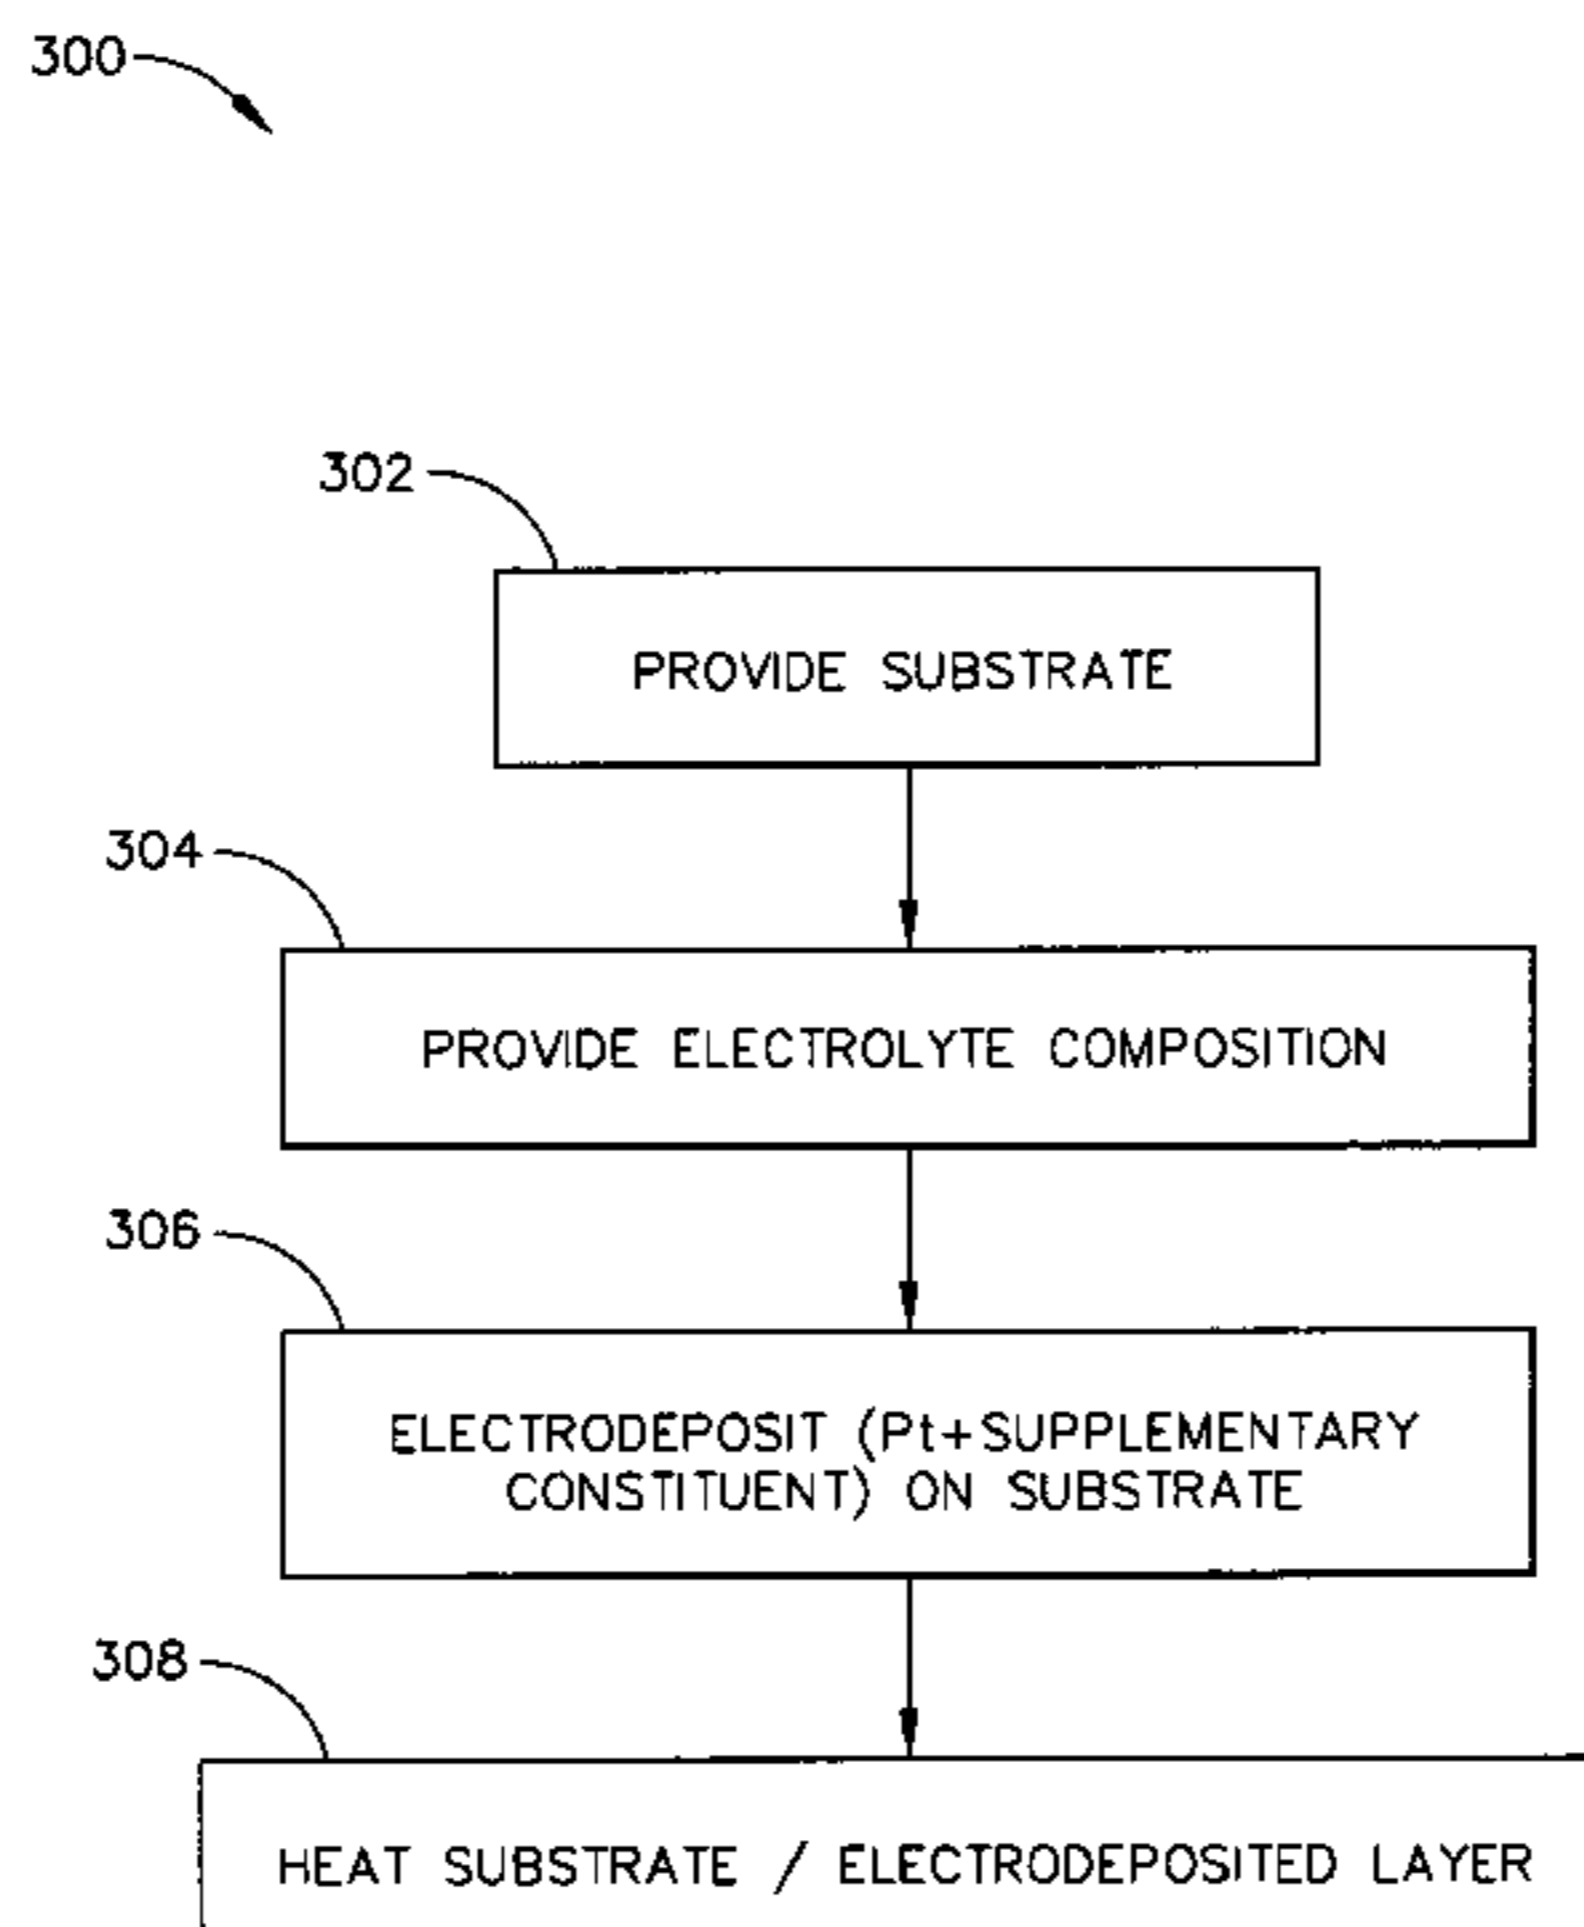 300
302
PROVIDE SUBSTRATE
304
PROVIDE ELECTROLYTE COMPOSITION
306
ELECTRODEPOSIT (Pt+SUPPLEMENTARY
CONSTITUENT) ON SUBSTRATE
308
HEAT SUBSTRATE / ELECTRODEPOSITED LAYER